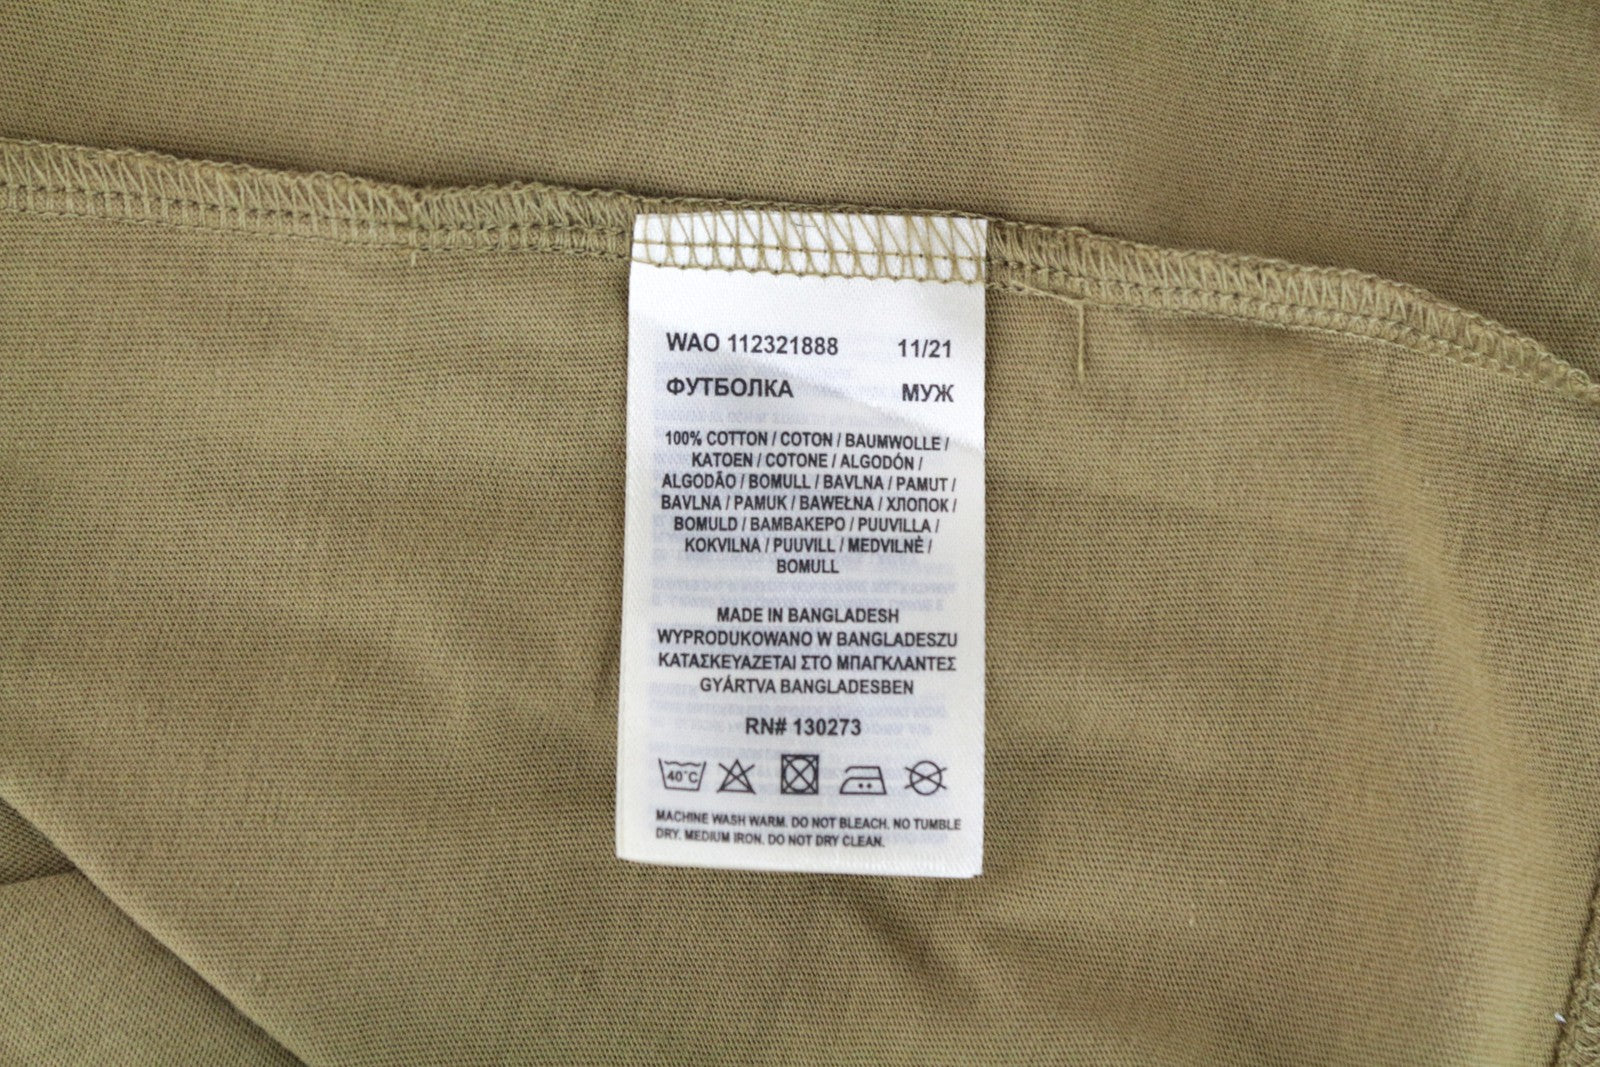 WAO 112321888 11/21
ФУТБОЛКА МУЖ
100% COTTON / COTON / BAUMWOLLE /
KATOEN / COTONE / ALGODÓN /
ALGODÃO / BOMULL / BAVLNA / PAMUT /
BAVLNA / PAMUK / BAWEŁNA / ХЛОПОК /
BOMULD / ΒΑΜΒΑΚΕΡΟ / PUUVILLA /
KOKVILNA / PUUVILL / MEDVILNĖ /
BOMULL
MADE IN BANGLADESH
WYPRODUKOWANO W BANGLADESZU
ΚΑΤΑΣΚΕΥΑΖΕΤΑΙ ΣΤΟ ΜΠΑΓΚΛΑΝΤΕΣ
GYÁRTVA BANGLADESBEN
RN# 130273
40°C
MACHINE WASH WARM. DO NOT BLEACH. NO TUMBLE
DRY. MEDIUM IRON. DO NOT DRY CLEAN.